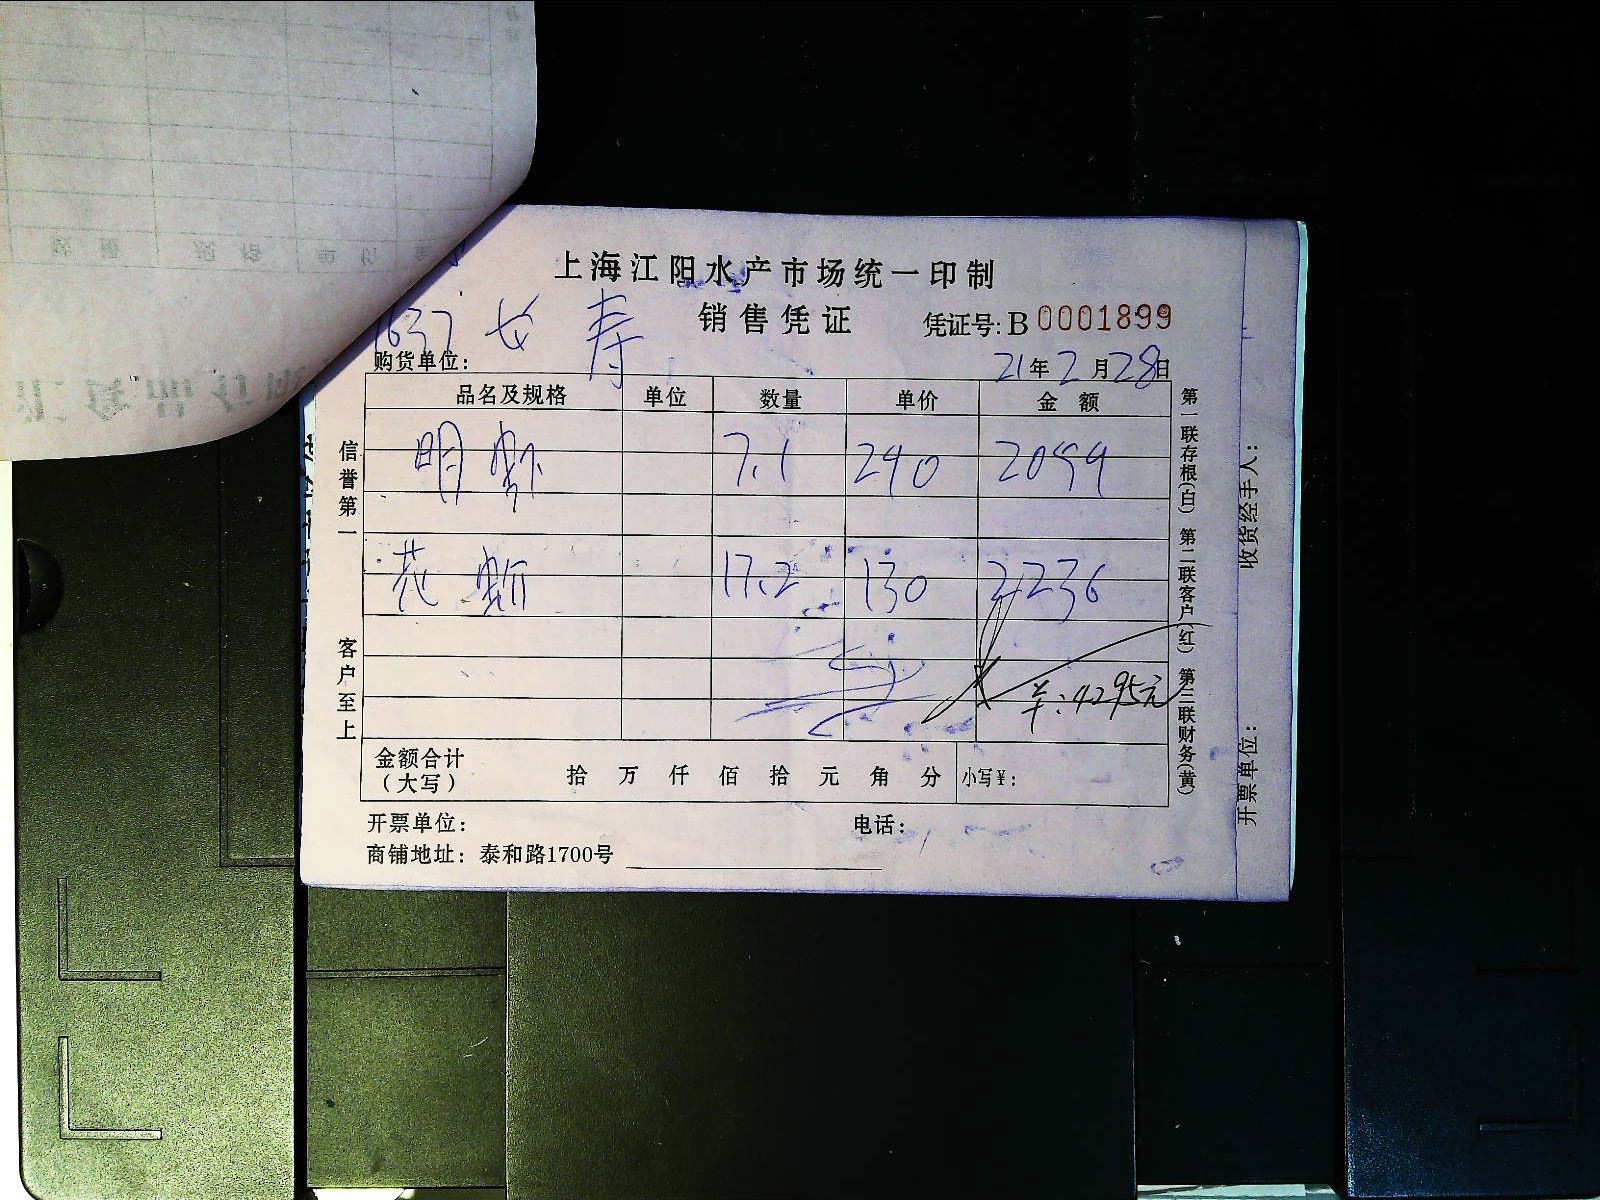 上海江阳水产市场统一印制
销售凭证 凭证号:B 0001899
1637 长寿
购货单位: 21年2月28日
品名及规格 单位 数量 单价 金额
明虾 7.1 290 2059
花蚧 17.2 130 2236
羊:4295元
金额合计
(大写) 拾 万 仟 佰 拾 元 角 分 小写¥:
开票单位: 电话:
商铺地址: 泰和路1700号
信誉第一
客户至上
第一联存根(白) 第二联客户(红) 第三联财务(黄)
收货经手人:
开票单位: